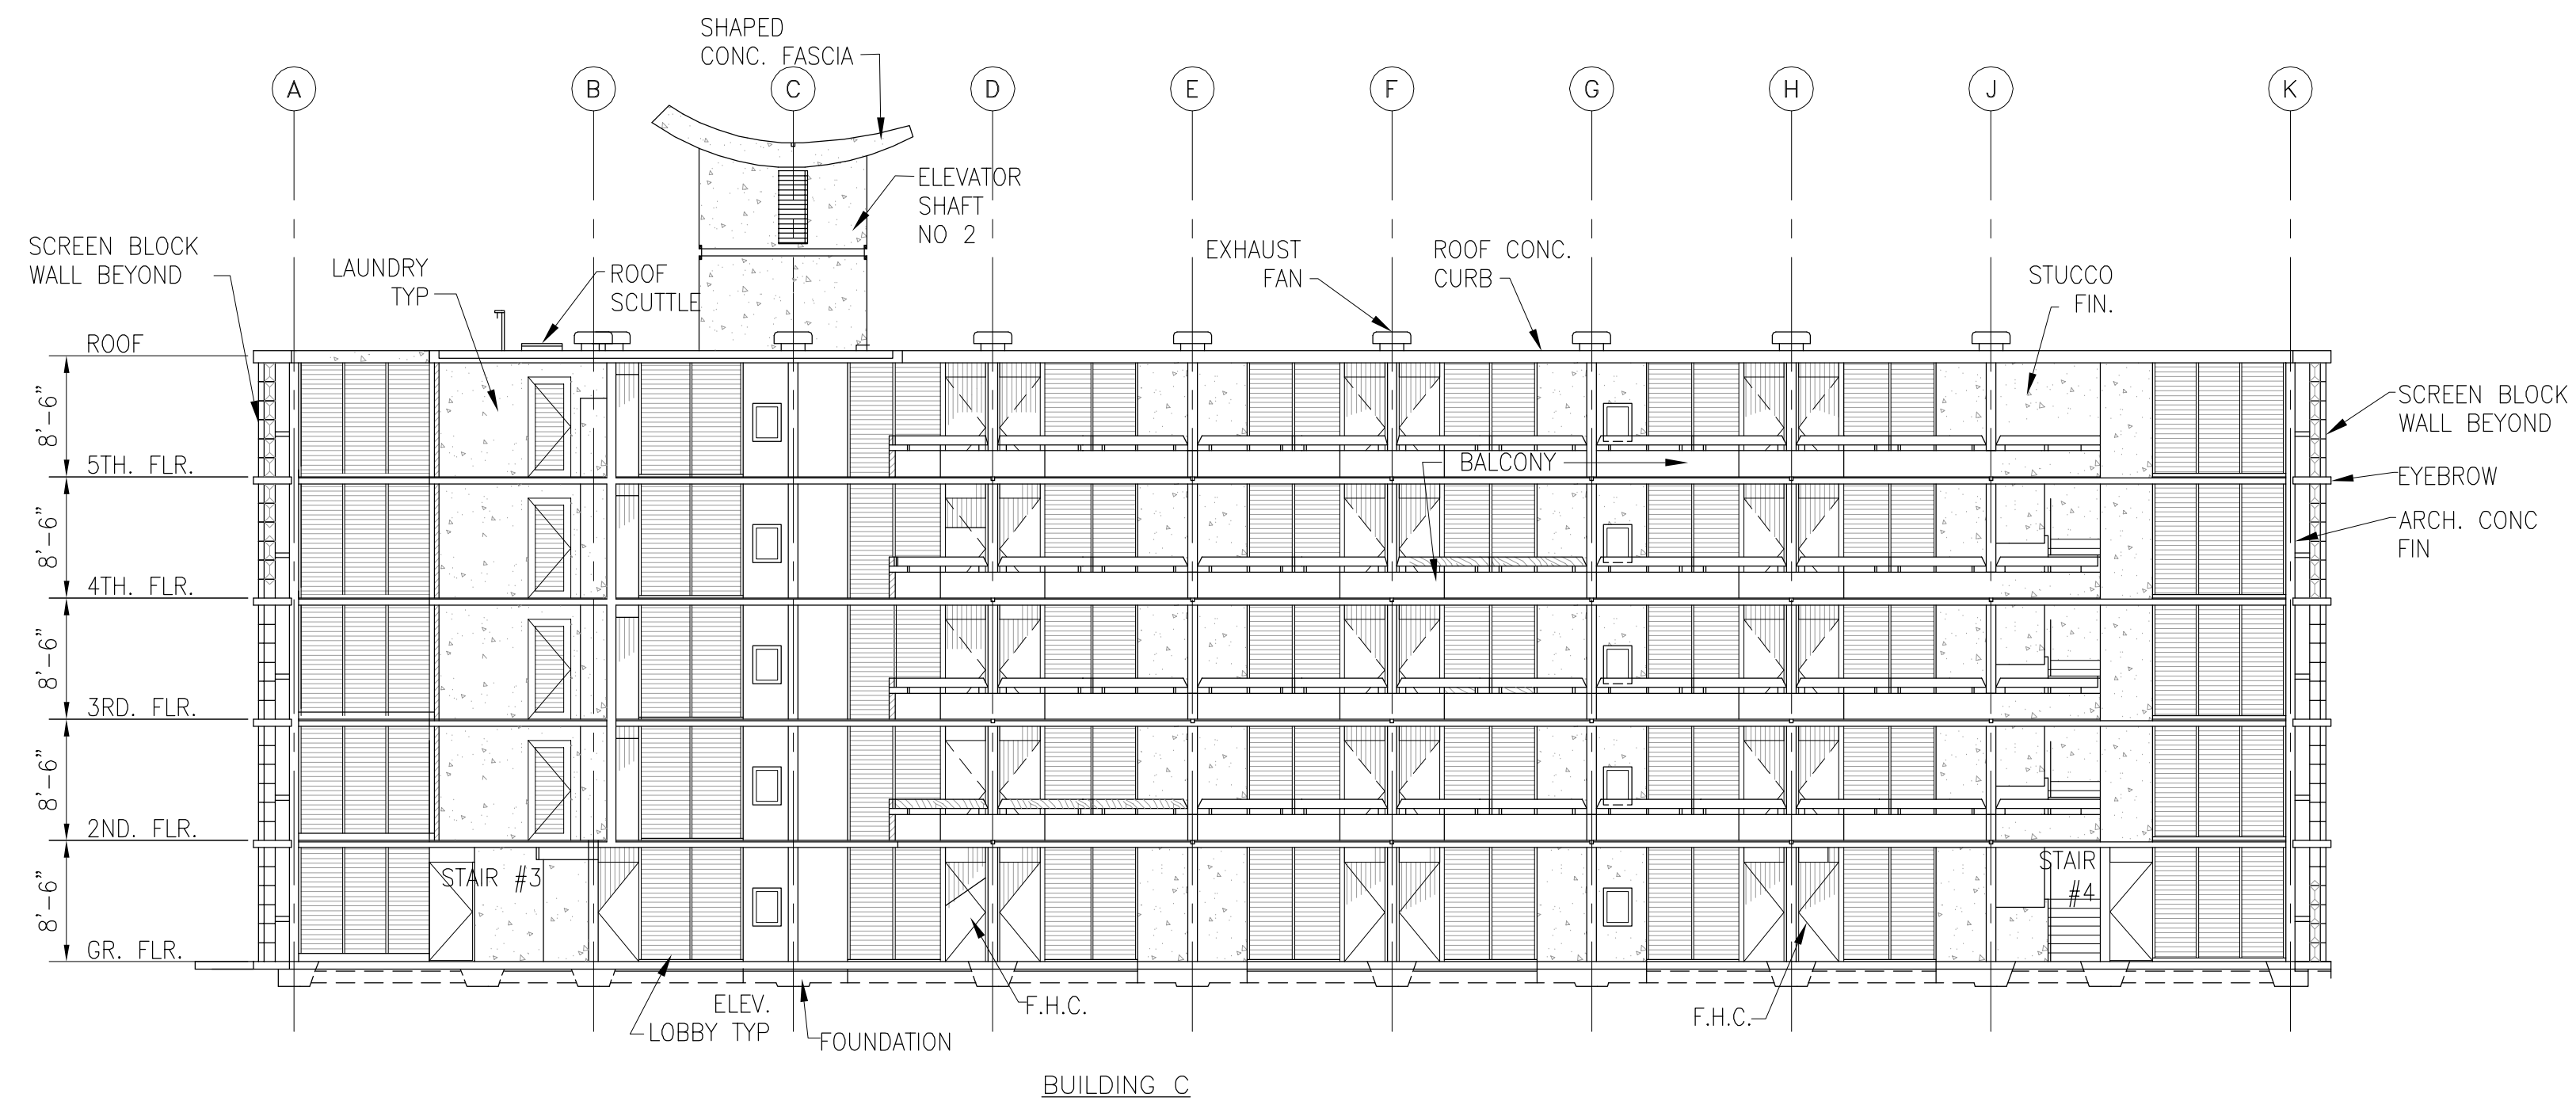 SHAPED
CONC. FASCIA
A
B
C
D
E
F
G
H
J
K
ELEVATOR
SHAFT
NO 2
SCREEN BLOCK
WALL BEYOND
LAUNDRY
TYP
ROOF
SCUTTLE
EXHAUST
FAN
ROOF CONC.
CURB
STUCCO
FIN.
ROOF
8'-6"
5TH. FLR.
8'-6"
4TH. FLR.
8'-6"
3RD. FLR.
8'-6"
2ND. FLR.
8'-6"
GR. FLR.
BALCONY
SCREEN BLOCK
WALL BEYOND
EYEBROW
ARCH. CONC
FIN
STAIR #3
STAIR
#4
ELEV.
LOBBY TYP
FOUNDATION
F.H.C.
F.H.C.
BUILDING C